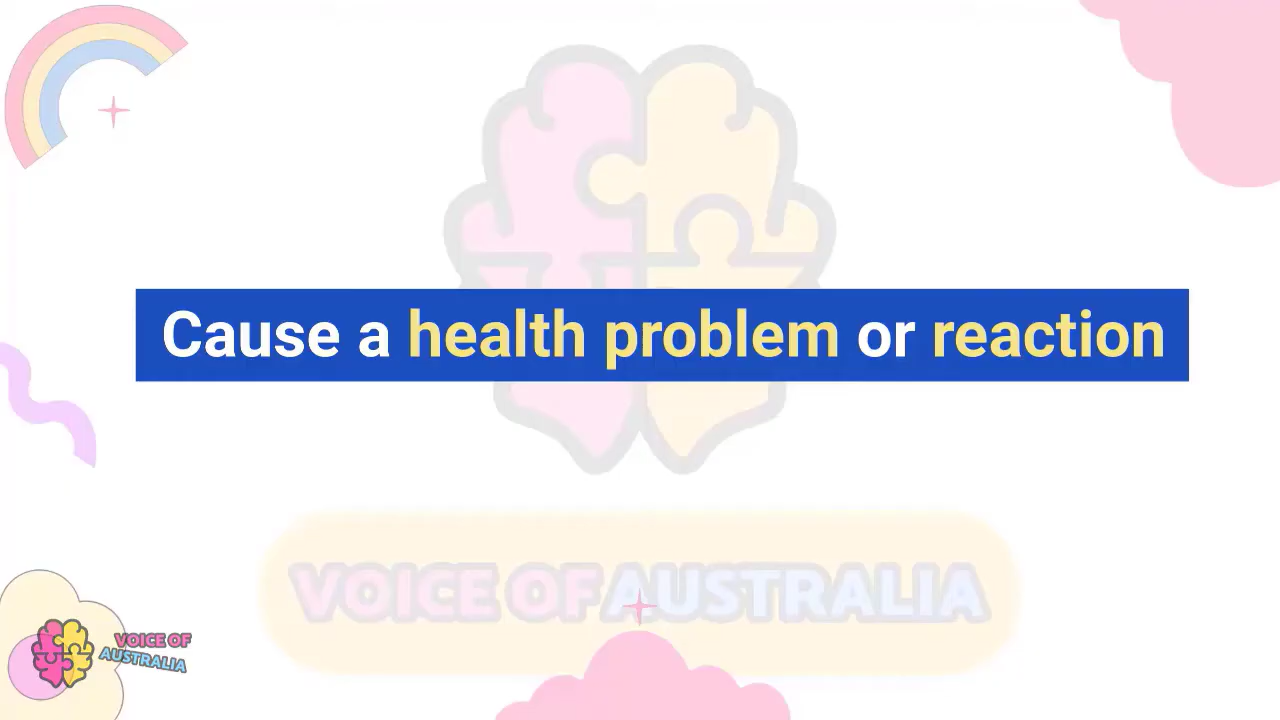 Cause a health problem or reaction
VOICE OF AUSTRALIA
VOICE OF
AUSTRALIA